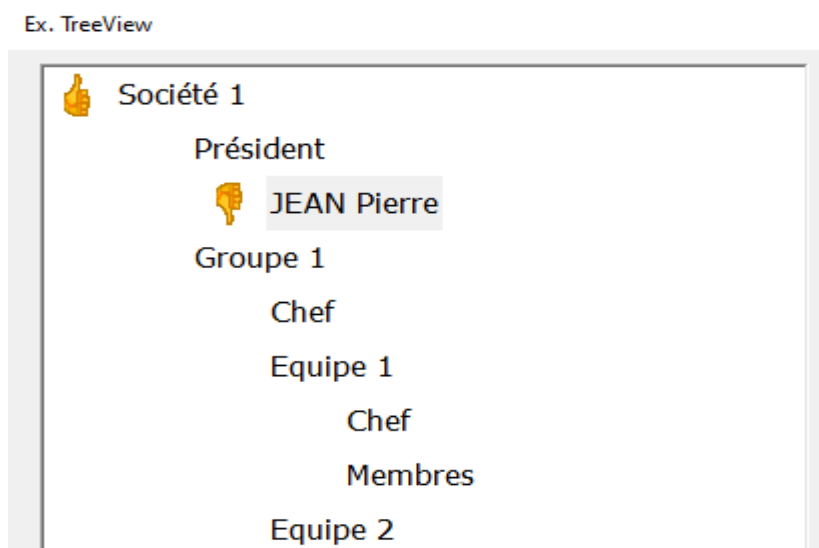 Ex. TreeView
Société 1
Président
JEAN Pierre
Groupe 1
Chef
Equipe 1
Chef
Membres
Equipe 2